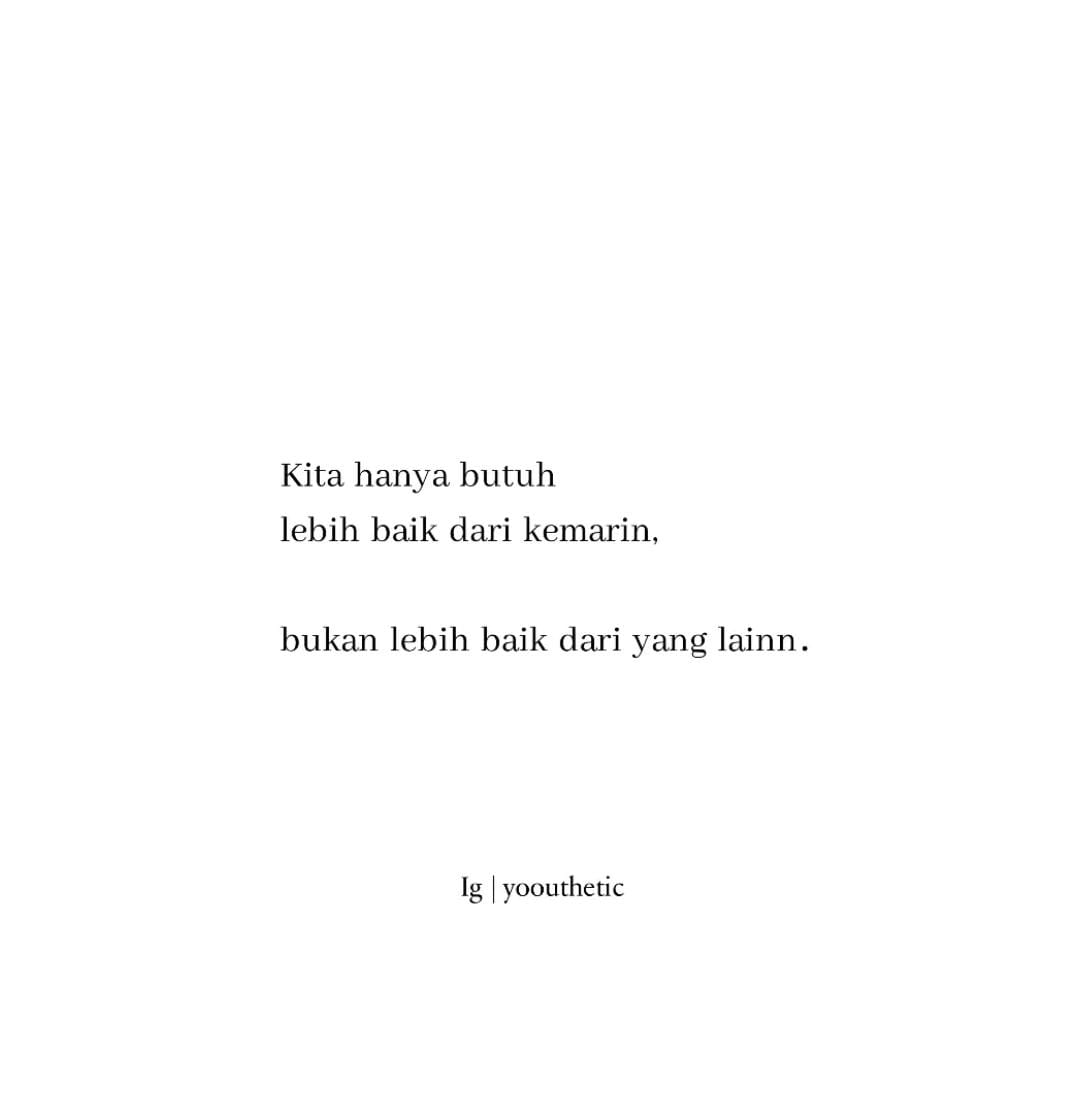 Kita hanya butuh
lebih baik dari kemarin,
bukan lebih baik dari yang lainn.
Ig | yoouthetic